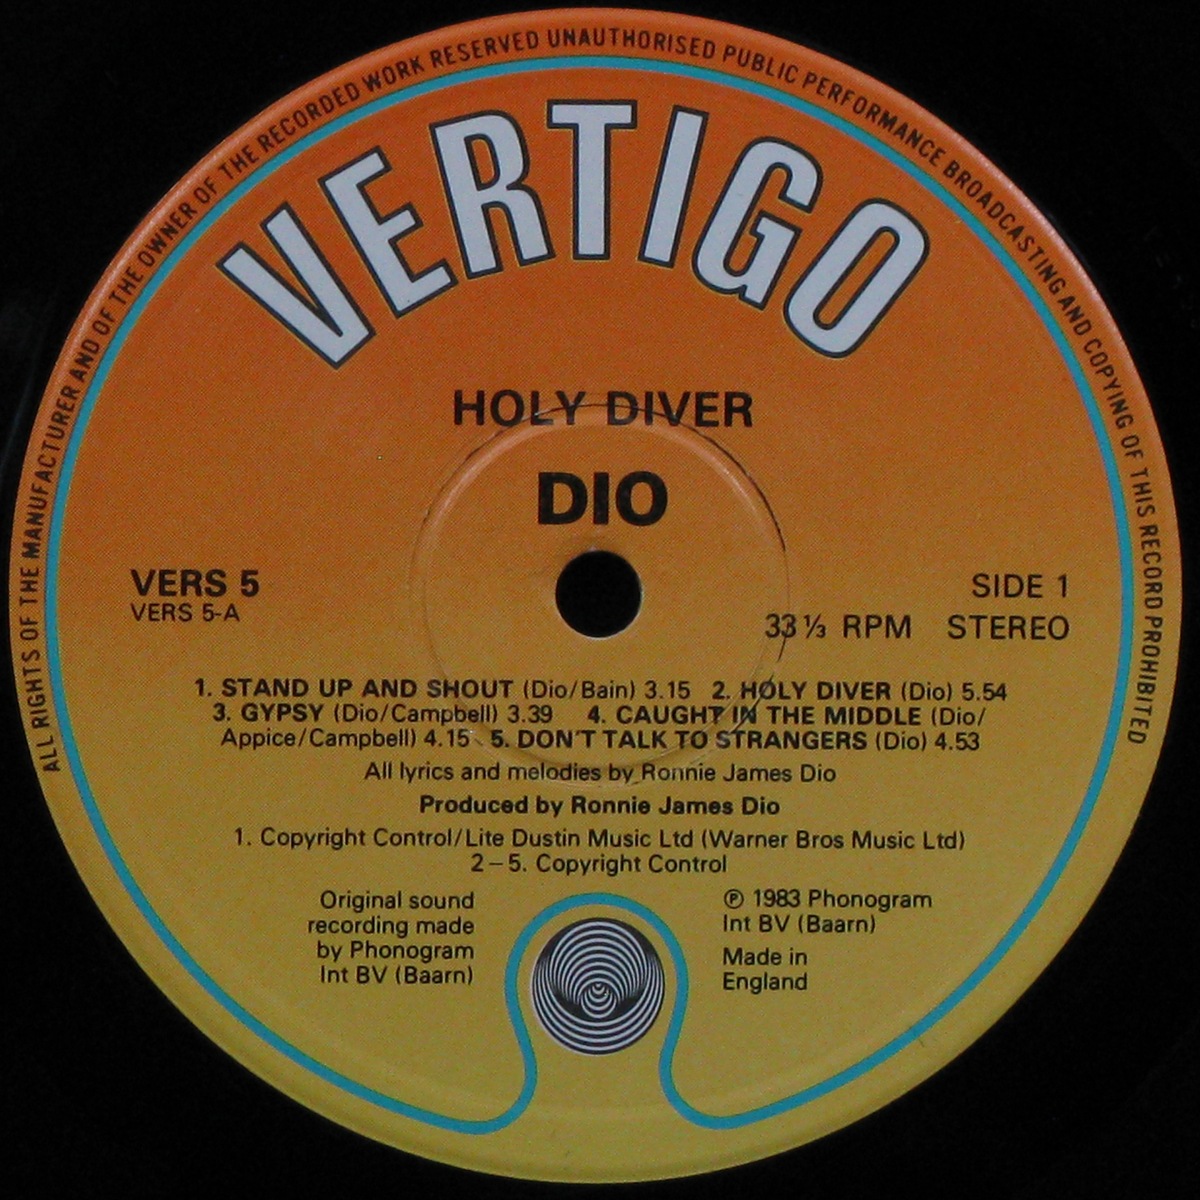 ALL RIGHTS OF THE MANUFACTURER AND OF THE OWNER OF THE RECORDED WORK RESERVED UNAUTHORISED PUBLIC PERFORMANCE BROADCASTING AND COPYING OF THIS RECORD PROHIBITED
VERTIGO
HOLY DIVER
DIO
VERS 5
VERS 5-A
SIDE 1
33⅓ RPM STEREO
1. STAND UP AND SHOUT (Dio/Bain) 3.15 2. HOLY DIVER (Dio) 5.54
3. GYPSY (Dio/Campbell) 3.39 4. CAUGHT IN THE MIDDLE (Dio/
Appice/Campbell) 4.15 5. DON'T TALK TO STRANGERS (Dio) 4.53
All lyrics and melodies by Ronnie James Dio
Produced by Ronnie James Dio
1. Copyright Control/Lite Dustin Music Ltd (Warner Bros Music Ltd)
2–5. Copyright Control
Original sound
recording made
by Phonogram
Int BV (Baarn)
℗ 1983 Phonogram
Int BV (Baarn)
Made in
England